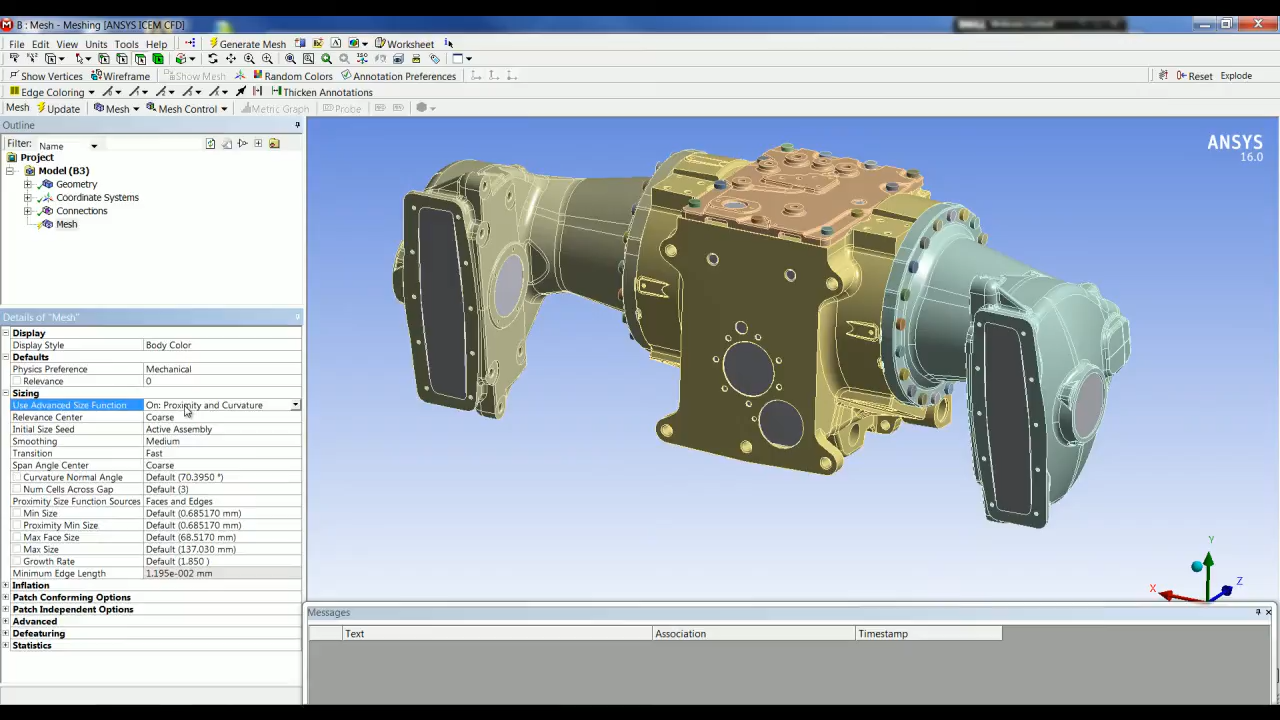 B : Mesh - Meshing [ANSYS ICEM CFD]
File Edit View Units Tools Help Generate Mesh Worksheet
Show Vertices Wireframe Show Mesh Random Colors Annotation Preferences Reset Explode
Edge Coloring Thicken Annotations
Mesh Update Mesh Mesh Control Metric Graph Probe
Outline
Filter: Name
Project
Model (B3)
Geometry
Coordinate Systems
Connections
Mesh
Details of "Mesh"
Display
Display Style Body Color
Defaults
Physics Preference Mechanical
Relevance 0
Sizing
Use Advanced Size Function On: Proximity and Curvature
Relevance Center Coarse
Initial Size Seed Active Assembly
Smoothing Medium
Transition Fast
Span Angle Center Coarse
Curvature Normal Angle Default (70.3950 °)
Num Cells Across Gap Default (3)
Proximity Size Function Sources Faces and Edges
Min Size Default (0.685170 mm)
Proximity Min Size Default (0.685170 mm)
Max Face Size Default (68.5170 mm)
Max Size Default (137.030 mm)
Growth Rate Default (1.850 )
Minimum Edge Length 1.195e-002 mm
Inflation
Patch Conforming Options
Patch Independent Options
Advanced
Defeaturing
Statistics
ANSYS
16.0
Y
X
Z
Messages
Text Association Timestamp